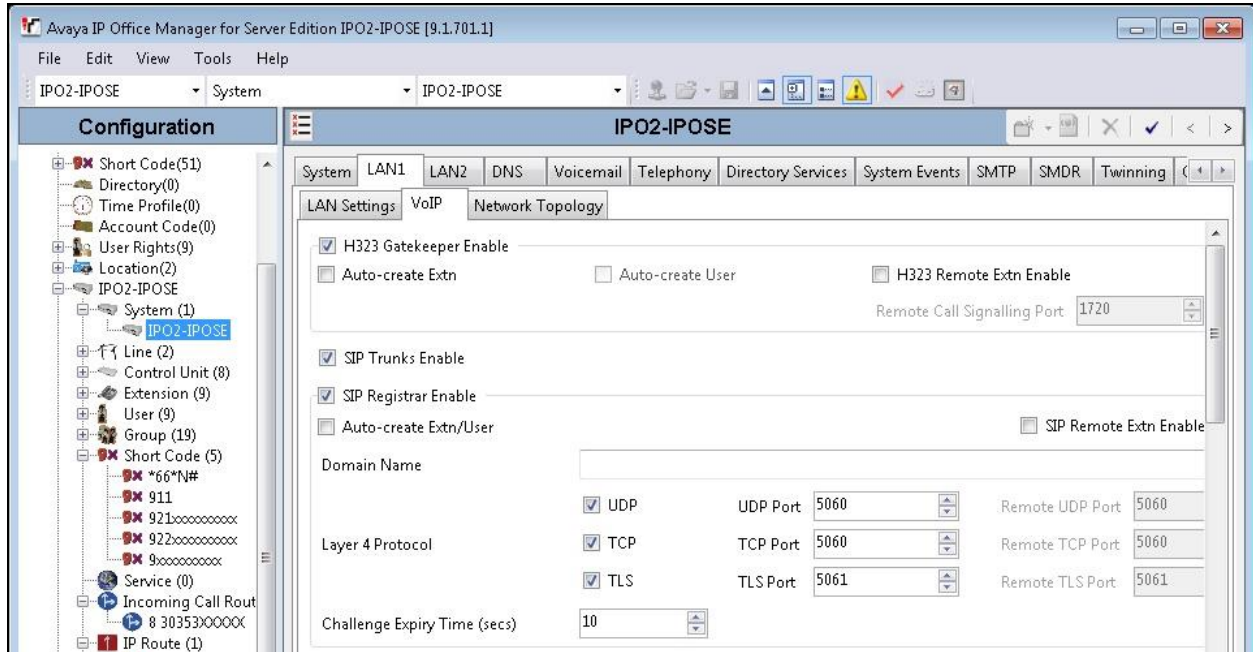 Avaya IP Office Manager for Server Edition IPO2-IPOSE [9.1.701.1]
File Edit View Tools Help
IPO2-IPOSE System IPO2-IPOSE
Configuration
IPO2-IPOSE
Short Code(51)
Directory(0)
Time Profile(0)
Account Code(0)
User Rights(9)
Location(2)
IPO2-IPOSE
System (1)
IPO2-IPOSE
Line (2)
Control Unit (8)
Extension (9)
User (9)
Group (19)
Short Code (5)
*66*N#
911
921xxxxxxxxxx
922xxxxxxxxxx
9xxxxxxxxxx
Service (0)
Incoming Call Rout
8 30353XXXXX
IP Route (1)
System LAN1 LAN2 DNS Voicemail Telephony Directory Services System Events SMTP SMDR Twinning
LAN Settings VoIP Network Topology
H323 Gatekeeper Enable
Auto-create Extn Auto-create User H323 Remote Extn Enable
Remote Call Signalling Port 1720
SIP Trunks Enable
SIP Registrar Enable
Auto-create Extn/User SIP Remote Extn Enable
Domain Name
UDP UDP Port 5060 Remote UDP Port 5060
Layer 4 Protocol TCP TCP Port 5060 Remote TCP Port 5060
TLS TLS Port 5061 Remote TLS Port 5061
Challenge Expiry Time (secs) 10